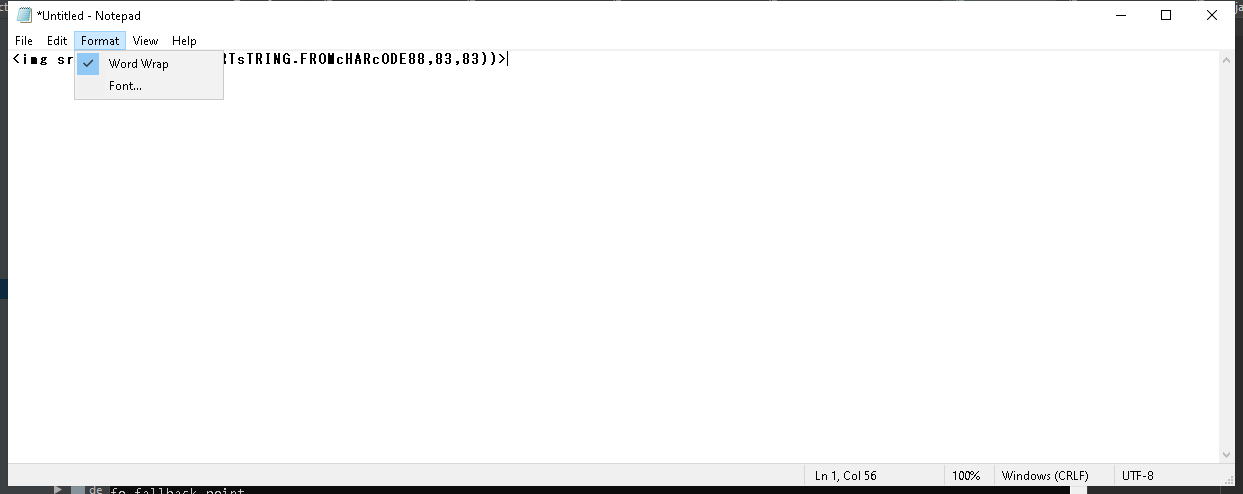 *Untitled - Notepad
File Edit Format View Help
<img sr RTsTRING.FROMcHARcODE88,83,83))>
Word Wrap
Font...
Ln 1, Col 56 100% Windows (CRLF) UTF-8
de fo fallback point